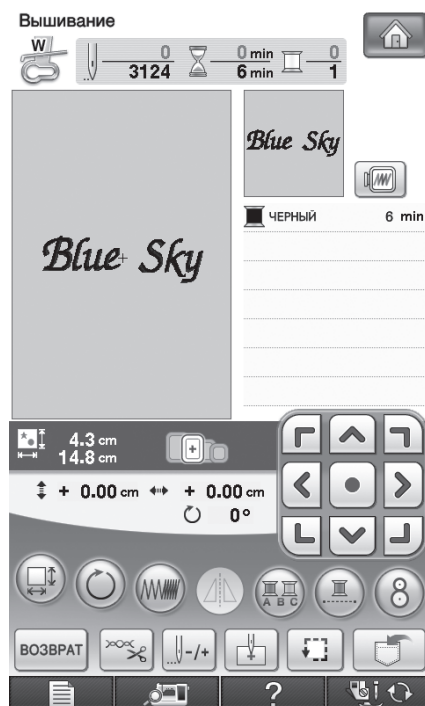 Вышивание
W
0 0 min 0
3124 6 min 1
Blue Sky
ЧЕРНЫЙ 6 min
Blue Sky
4.3 cm
14.8 cm
+ 0.00 cm + 0.00 cm
0°
A B C
8
ВОЗВРАТ -/+
? i